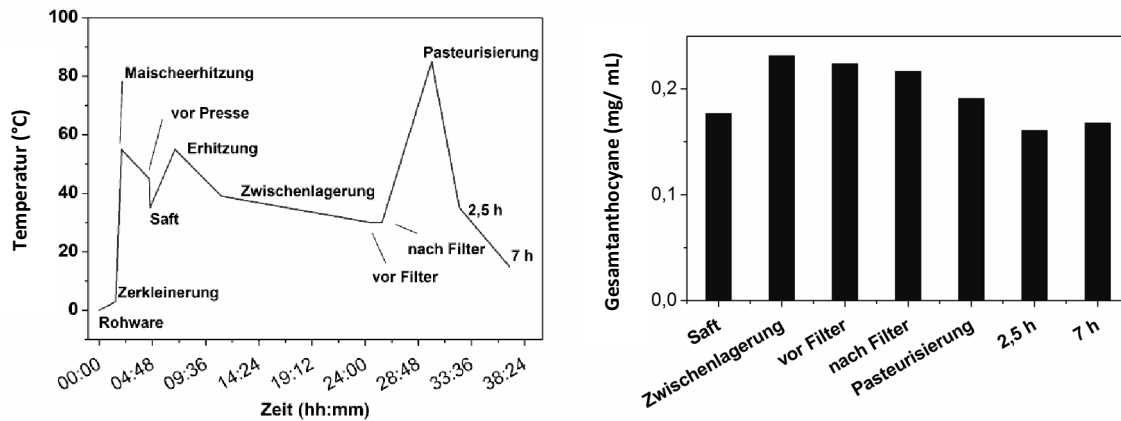 Temperatur (°C)
100
80
60
40
20
0
Pasteurisierung
Maischeerhitzung
vor Presse
Erhitzung
Zwischenlagerung
Saft
2,5 h
nach Filter
7 h
vor Filter
Zerkleinerung
Rohware
00:00
04:48
09:36
14:24
19:12
24:00
28:48
33:36
38:24
Zeit (hh:mm)
Gesamtanthocyane (mg/ mL)
0,2
0,1
0,0
Saft
Zwischenlagerung
vor Filter
nach Filter
Pasteurisierung
2,5 h
7 h